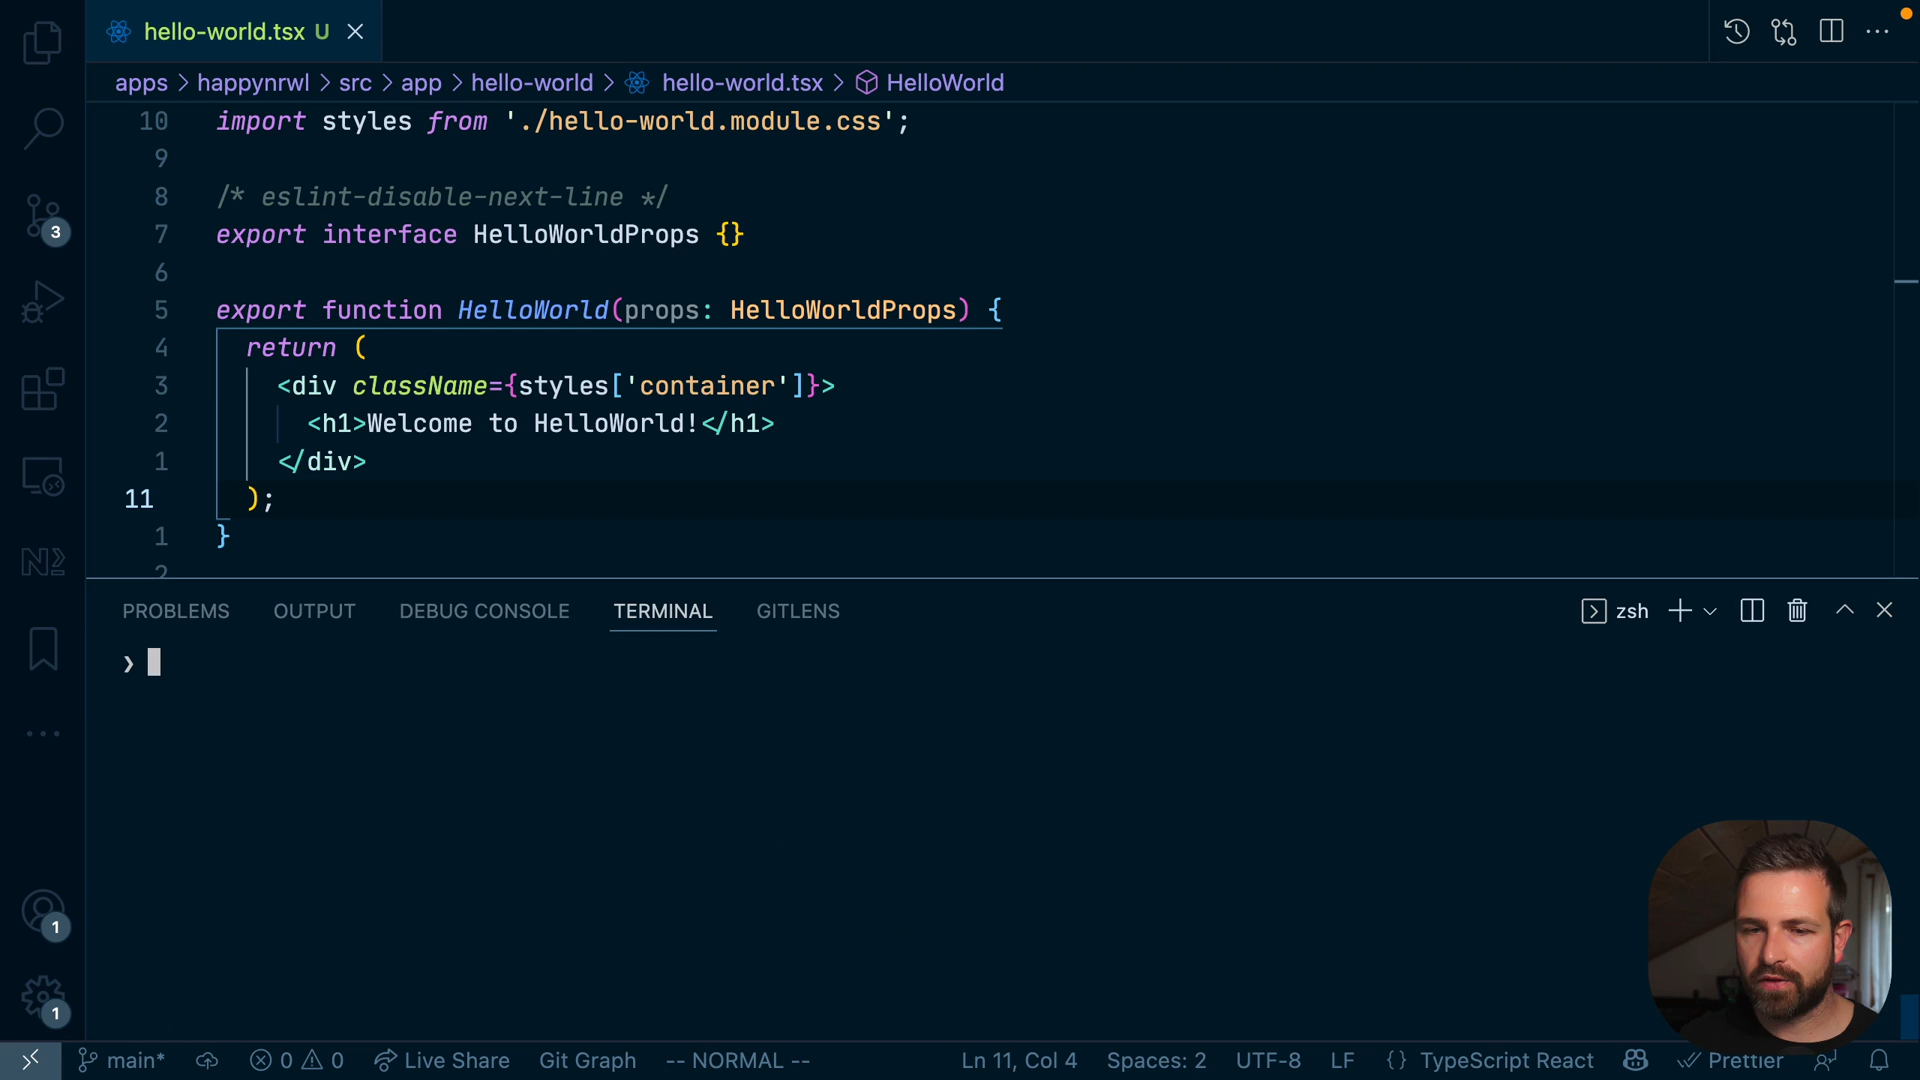 hello-world.tsx U
apps > happynrwl > src > app > hello-world > hello-world.tsx > HelloWorld
10 import styles from './hello-world.module.css';
9
8 /* eslint-disable-next-line */
7 export interface HelloWorldProps {}
6
5 export function HelloWorld(props: HelloWorldProps) {
4 return (
3 <div className={styles['container']}>
2 <h1>Welcome to HelloWorld!</h1>
1 </div>
11 );
1 }
2
3
PROBLEMS OUTPUT DEBUG CONSOLE TERMINAL GITLENS zsh
❯
1
1
main* 0 0 Live Share Git Graph -- NORMAL -- Ln 11, Col 4 Spaces: 2 UTF-8 LF {} TypeScript React Prettier